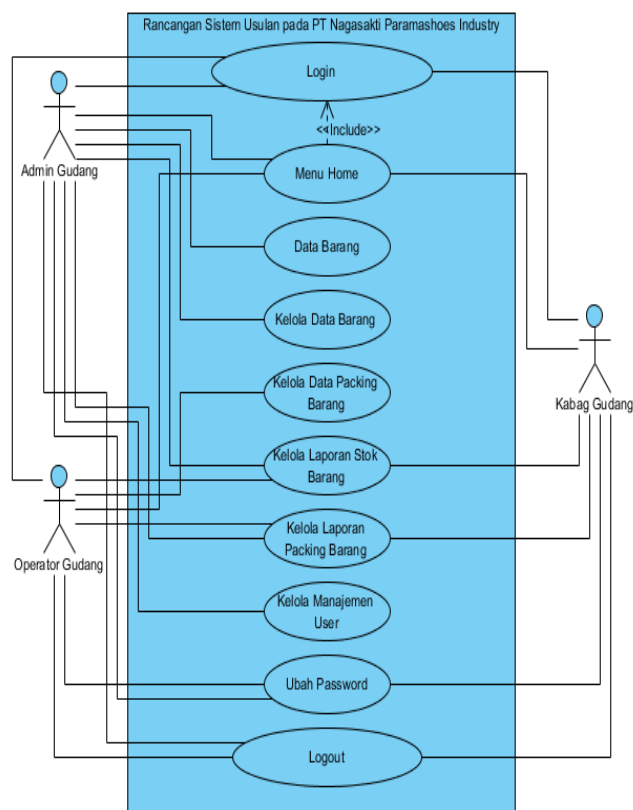 Rancangan Sistem Usulan pada PT Nagasakti Paramashoes Industry
Login
<<Include>>
Admin Gudang
Menu Home
Data Barang
Kelola Data Barang
Kelola Data Packing
Barang
Kabag Gudang
Kelola Laporan Stok
Barang
Kelola Laporan
Packing Barang
Operator Gudang
Kelola Manajemen
User
Ubah Password
Logout